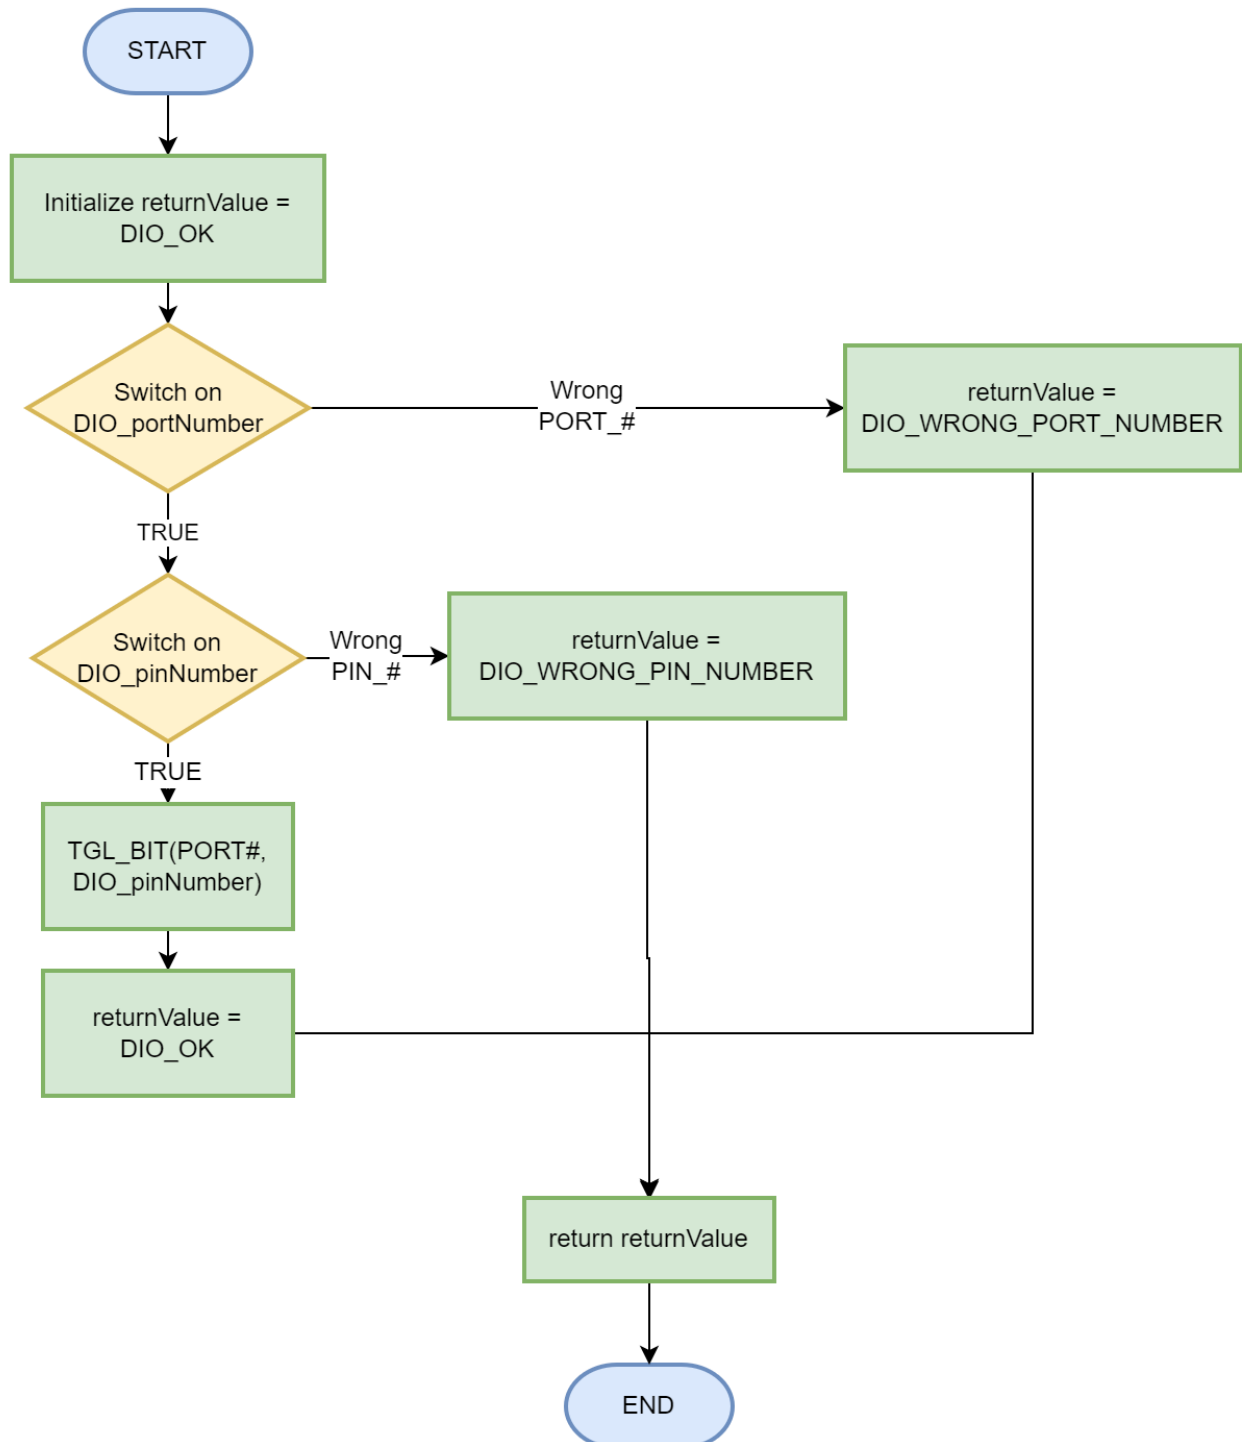 START
Initialize returnValue =
DIO_OK
Switch on
DIO_portNumber
Wrong
PORT_#
returnValue =
DIO_WRONG_PORT_NUMBER
TRUE
Switch on
DIO_pinNumber
Wrong
PIN_#
returnValue =
DIO_WRONG_PIN_NUMBER
TRUE
TGL_BIT(PORT#,
DIO_pinNumber)
returnValue =
DIO_OK
return returnValue
END